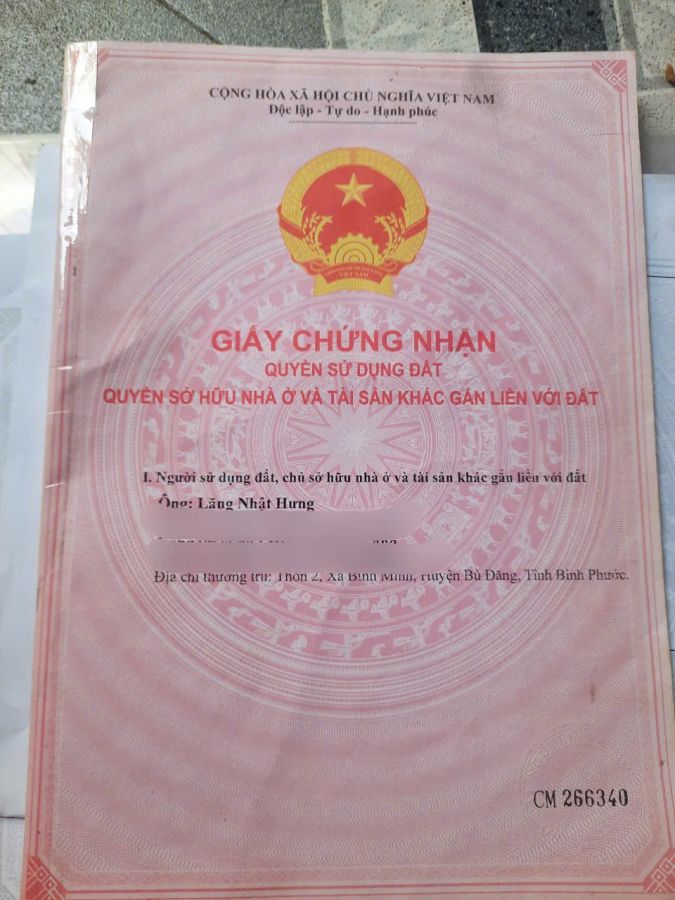 CỘNG HÒA XÃ HỘI CHỦ NGHĨA VIỆT NAM
Độc lập - Tự do - Hạnh phúc
VIỆT NAM
GIẤY CHỨNG NHẬN
QUYỀN SỬ DỤNG ĐẤT
QUYỀN SỞ HỮU NHÀ Ở VÀ TÀI SẢN KHÁC GẮN LIỀN VỚI ĐẤT
I. Người sử dụng đất, chủ sở hữu nhà ở và tài sản khác gắn liền với đất
Ông: Lăng Nhật Hưng
Địa chỉ thường trú: Thôn 2, Xã Bình Minh, Huyện Bù Đăng, Tỉnh Bình Phước.
CM 266340